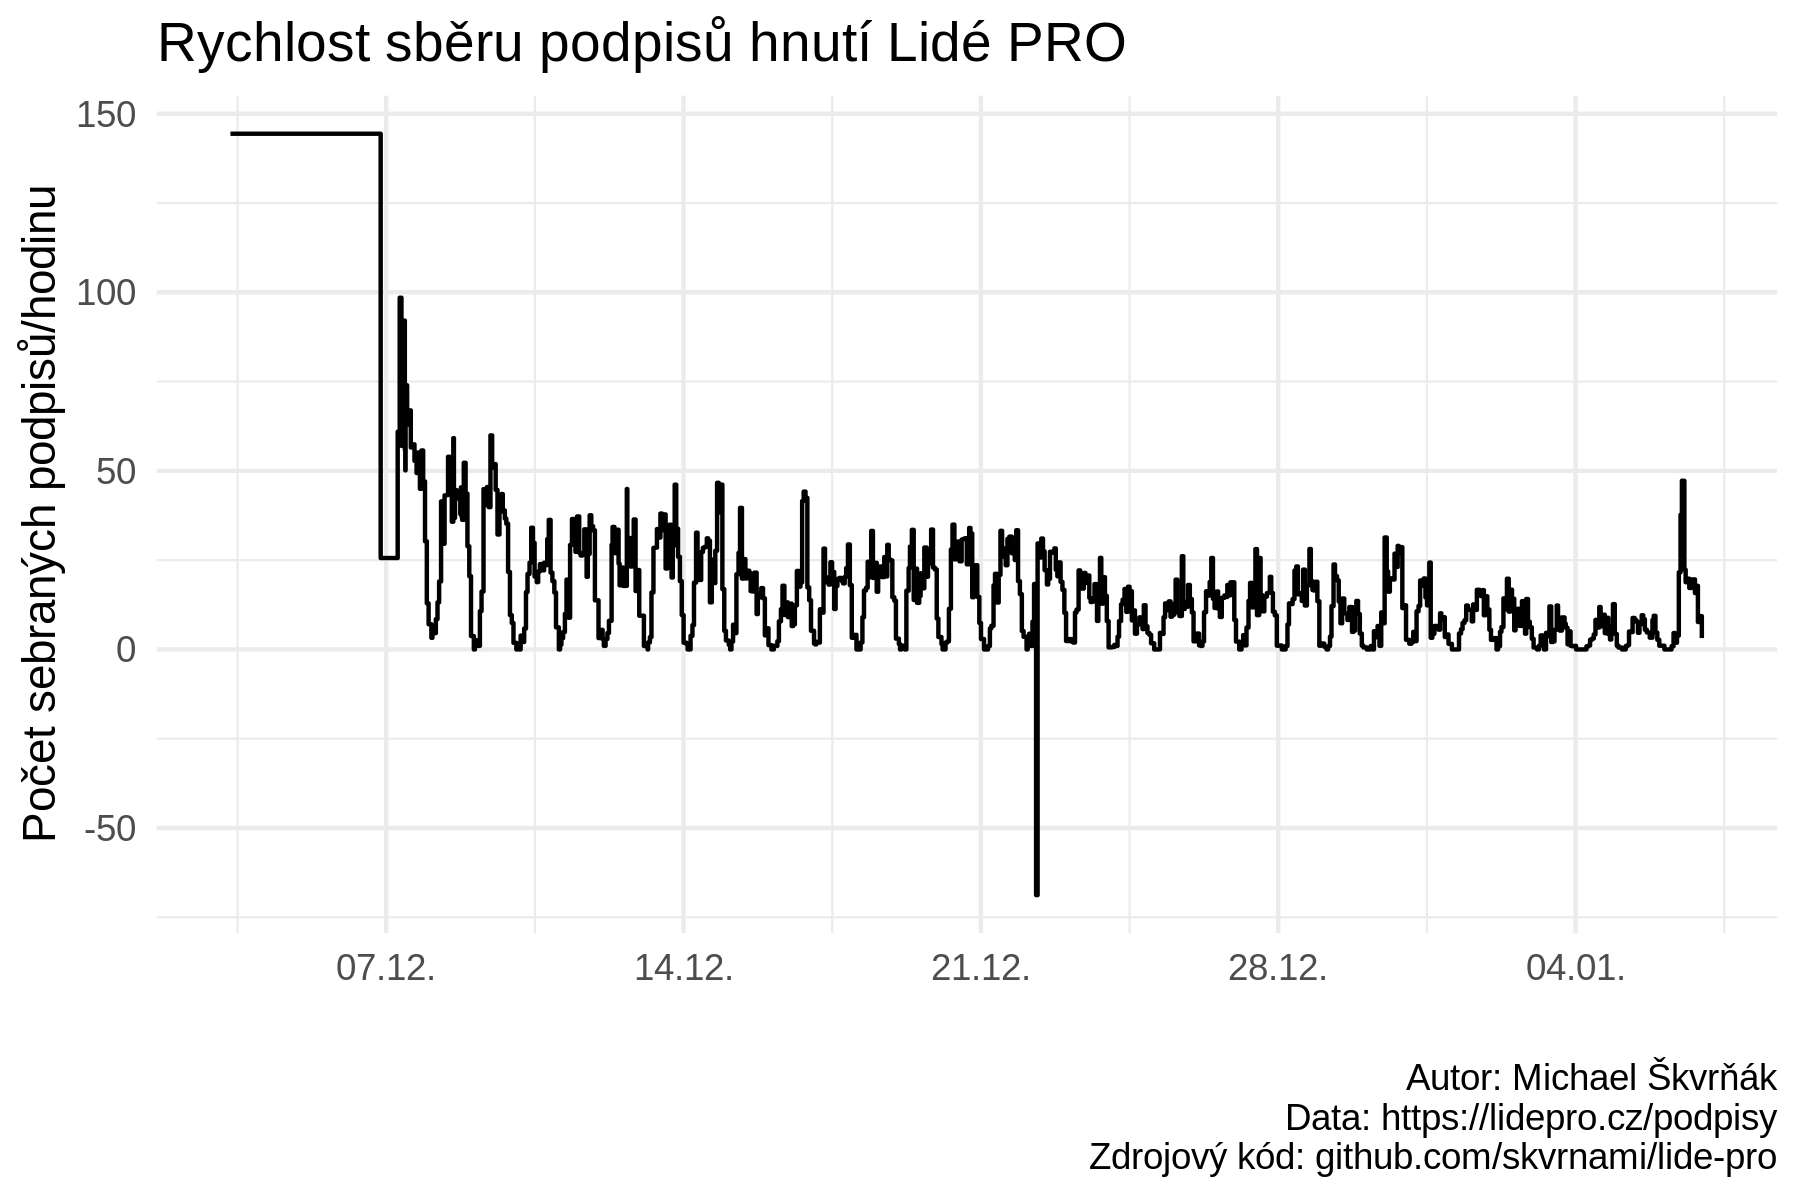 Rychlost sběru podpisů hnutí Lidé PRO
Počet sebraných podpisů/hodinu
150
100
50
0
-50
07.12.
14.12.
21.12.
28.12.
04.01.
Autor: Michael Škvrňák
Data: https://lidepro.cz/podpisy
Zdrojový kód: github.com/skvrnami/lide-pro